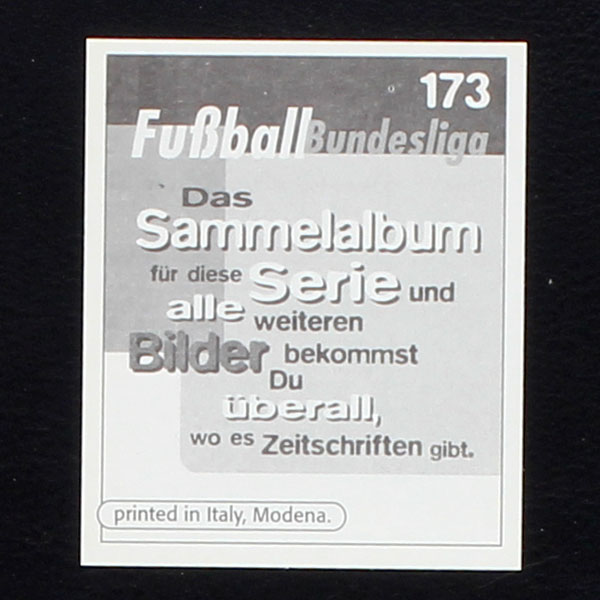 173
Fußball Bundesliga
Das
Sammelalbum
für diese Serie und
alle weiteren
Bilder bekommst
Du
überall,
wo es Zeitschriften gibt.
printed in Italy, Modena.